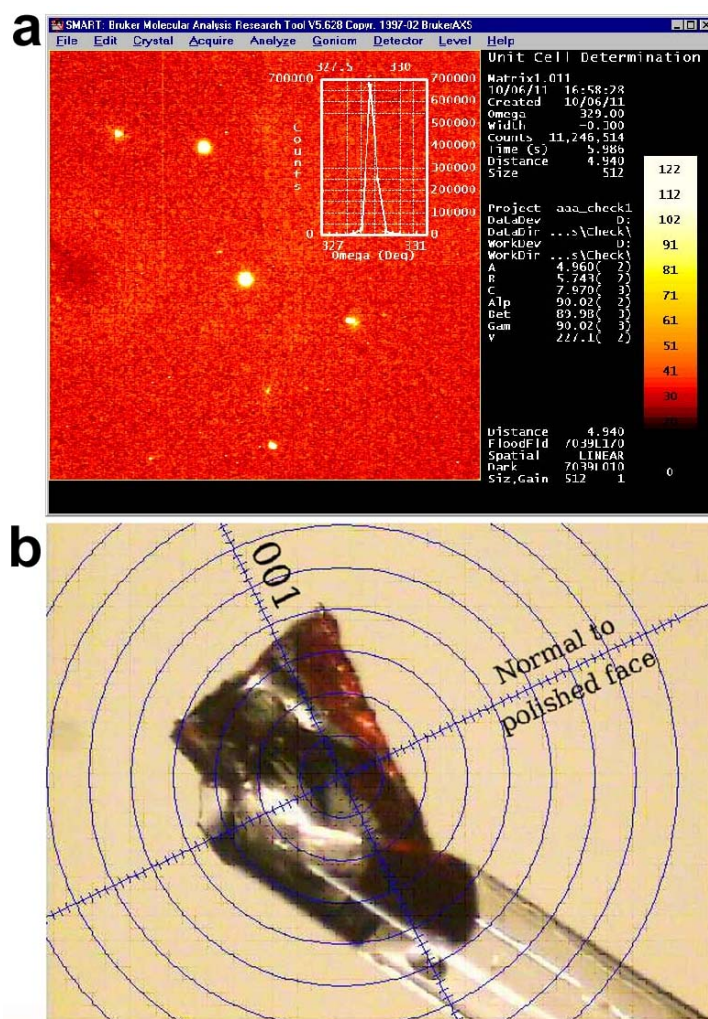 a
SMART: Bruker Molecular Analysis Research Tool V5.628 Copyr. 1997-02 BrukerAXS
File Edit Crystal Acquire Analyze Goniom Detector Level Help
327.5 330
700000 700000
600000
500000
400000
300000
200000
100000
0 0
Counts
327 331
Omega (Deg)
Unit Cell Determination
Matrix1.011
10/06/11 16:58:28
Created 10/06/11
Omega 329.00
Width -0.300
Counts 11,246,514
Time (s) 5.986
Distance 4.940
Size 512
Project aaa_check1
DataDev D:
DataDir ...s\Check\
WorkDev D:
WorkDir ...s\Check\
A 4.960( 2)
B 5.743( 2)
C 7.970( 3)
Alp 90.02( 2)
Bet 89.98( 3)
Gam 90.02( 3)
V 227.1( 2)
Distance 4.940
FloodFld 7039L170
Spatial LINEAR
Dark 7039L010
Siz,Gain 512 1
122
112
102
91
81
71
61
51
41
30
20
0
b
001
Normal to
polished face